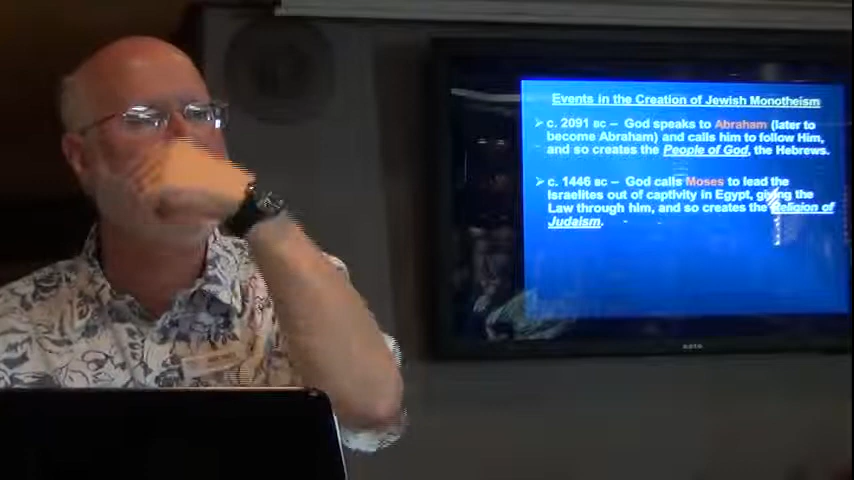 Events in the Creation of Jewish Monotheism
➢ c. 2091 BC – God speaks to Abraham (later to
become Abraham) and calls him to follow Him,
and so creates the People of God, the Hebrews.
➢ c. 1446 BC – God calls Moses to lead the
Israelites out of captivity in Egypt, giving the
Law through him, and so creates the Religion of
Judaism.